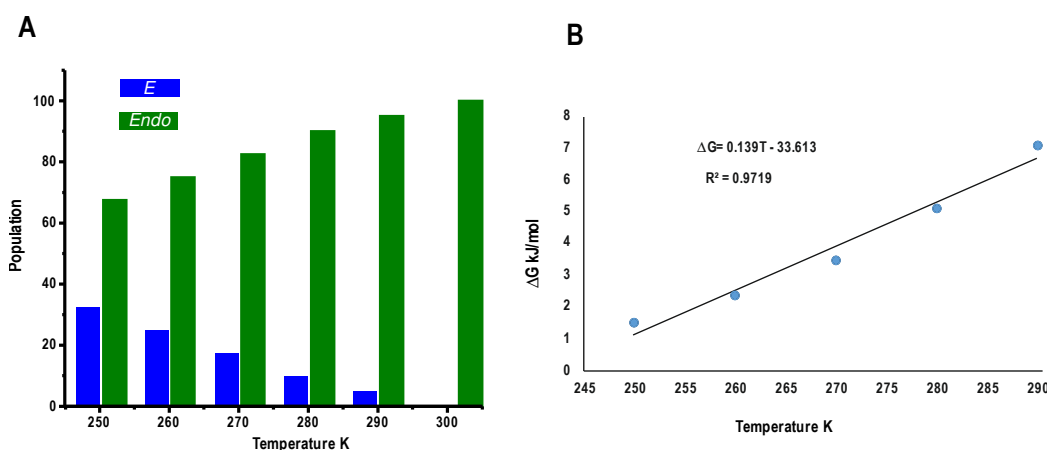 A
E
Endo
100
80
60
40
20
0
Population
250 260 270 280 290 300
Temperature K
B
ΔG= 0.139T - 33.613
R² = 0.9719
8
7
6
5
4
3
2
1
0
ΔG kJ/mol
245 250 255 260 265 270 275 280 285 290
Temperature K